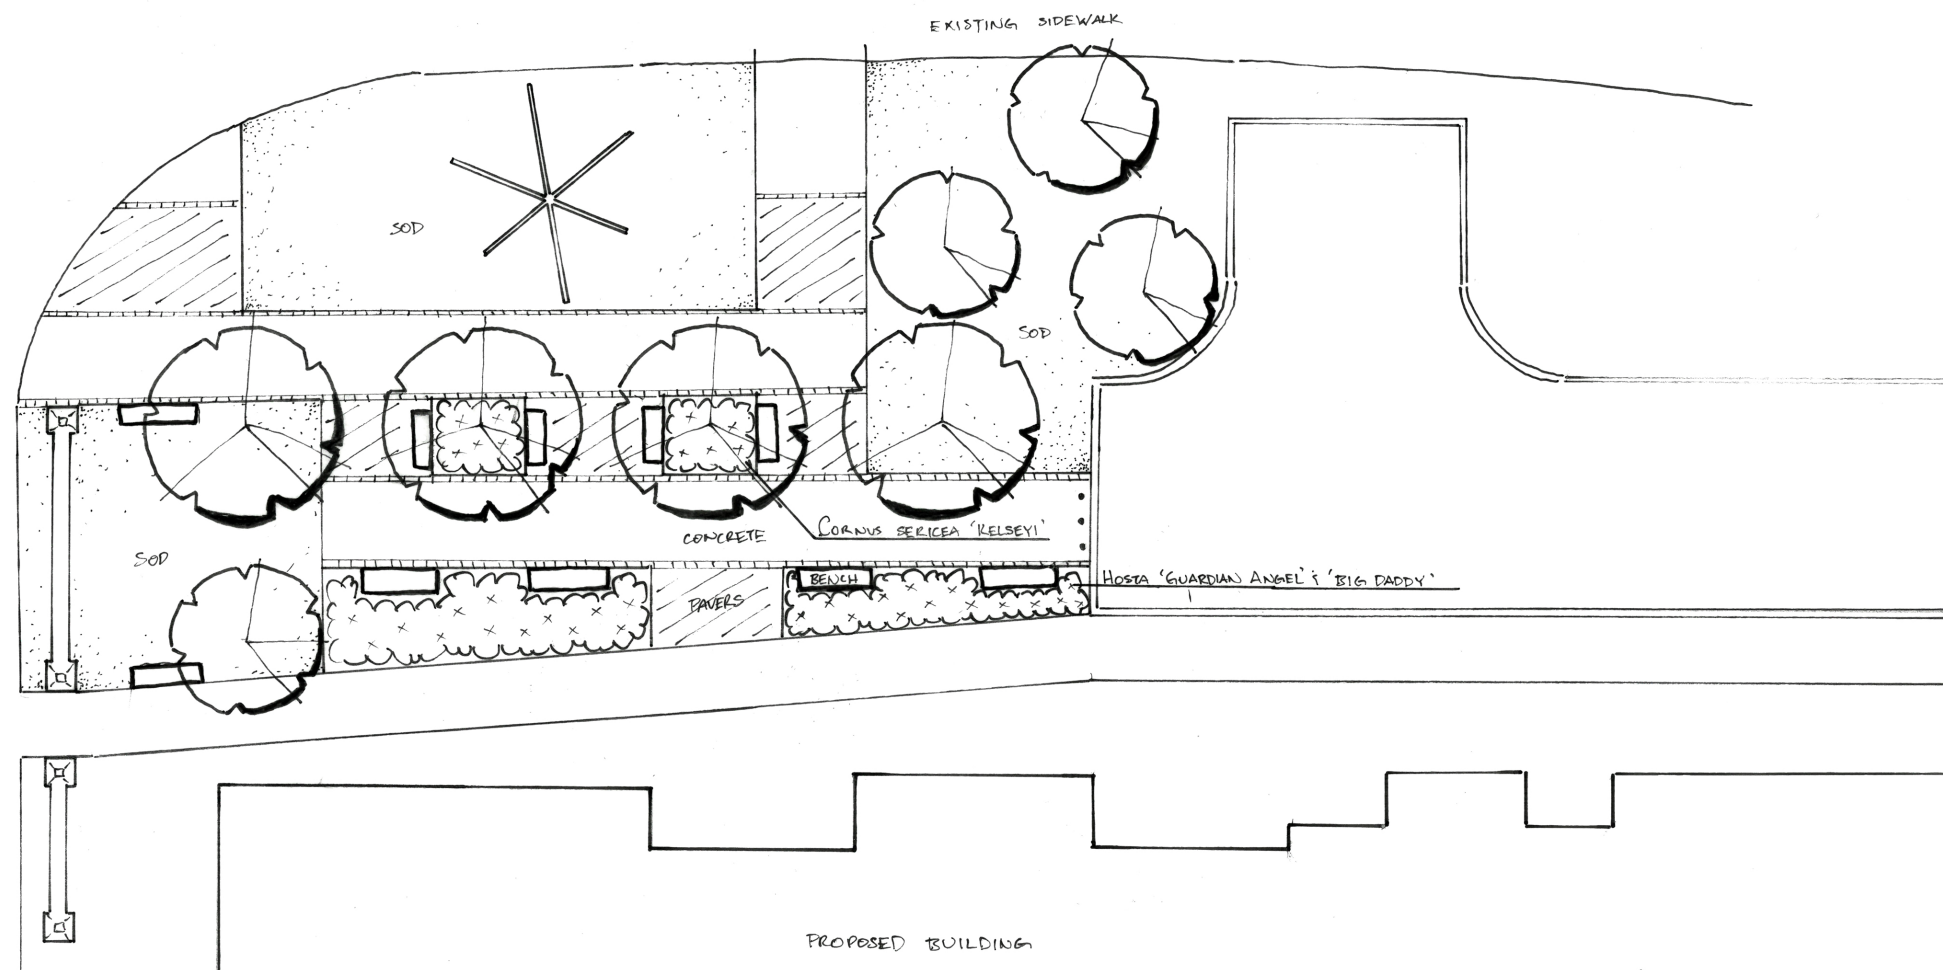 EXISTING SIDEWALK
SOD
SOD
CORNUS SERICEA 'KELSEYI'
CONCRETE
SOD
BENCH
HOSTA 'GUARDIAN ANGEL' & 'BIG DADDY'
PAVERS
PROPOSED BUILDING